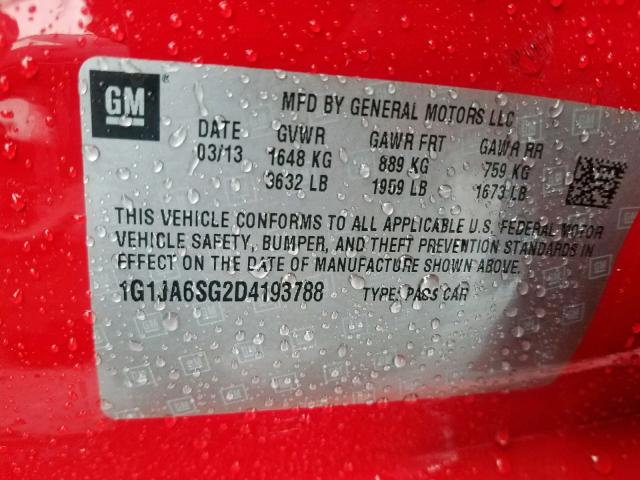 GM®
MFD BY GENERAL MOTORS LLC
DATE GVWR GAWR FRT GAWR RR
03/13 1648 KG 889 KG 759 KG
3632 LB 1959 LB 1673 LB
THIS VEHICLE CONFORMS TO ALL APPLICABLE U.S. FEDERAL MOTOR
VEHICLE SAFETY, BUMPER, AND THEFT PREVENTION STANDARDS IN
EFFECT ON THE DATE OF MANUFACTURE SHOWN ABOVE.
1G1JA6SG2D4193788 TYPE: PASS CAR